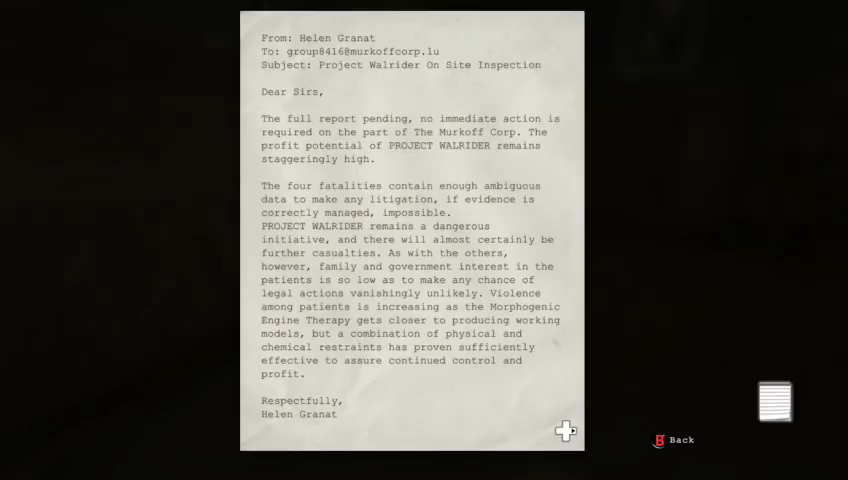 From: Helen Granat
To: group8416@murkoffcorp.lu
Subject: Project Walrider On Site Inspection
Dear Sirs,
The full report pending, no immediate action is
required on the part of The Murkoff Corp. The
profit potential of PROJECT WALRIDER remains
staggeringly high.
The four fatalities contain enough ambiguous
data to make any litigation, if evidence is
correctly managed, impossible.
PROJECT WALRIDER remains a dangerous
initiative, and there will almost certainly be
further casualties. As with the others,
however, family and government interest in the
patients is so low as to make any chance of
legal actions vanishingly unlikely. Violence
among patients is increasing as the Morphogenic
Engine Therapy gets closer to producing working
models, but a combination of physical and
chemical restraints has proven sufficiently
effective to assure continued control and
profit.
Respectfully,
Helen Granat
B Back